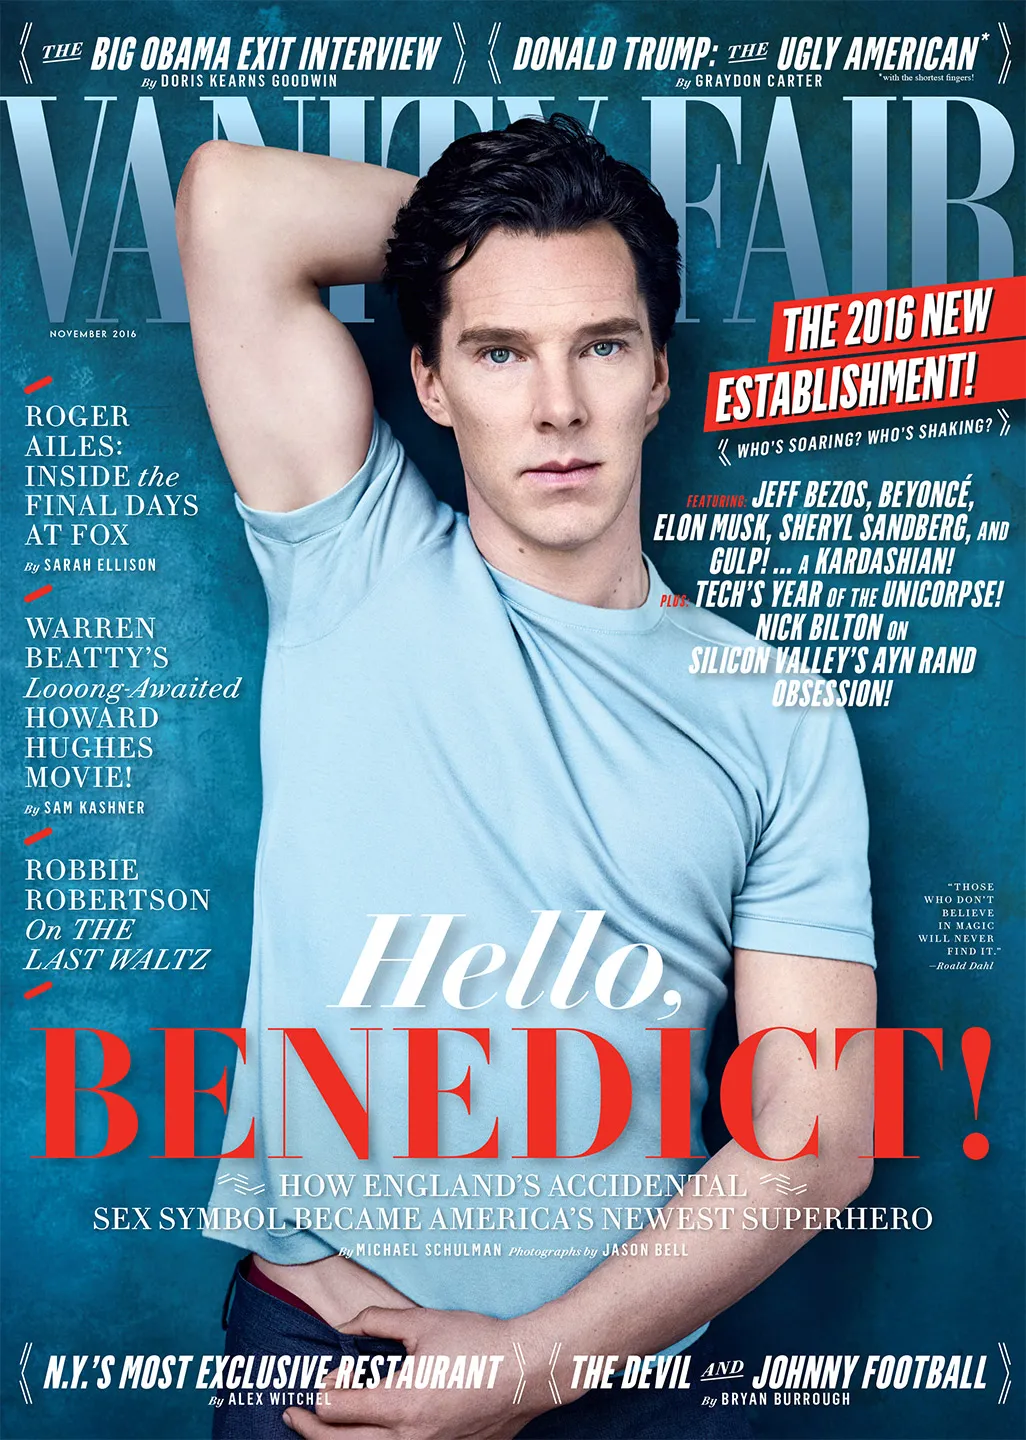 THE BIG OBAMA EXIT INTERVIEW
By DORIS KEARNS GOODWIN
DONALD TRUMP: THE UGLY AMERICAN*
By GRAYDON CARTER
*with the shortest fingers!
VANITY FAIR
NOVEMBER 2016
THE 2016 NEW
ESTABLISHMENT!
WHO'S SOARING? WHO'S SHAKING?
FEATURING: JEFF BEZOS, BEYONCÉ,
ELON MUSK, SHERYL SANDBERG, AND
GULP! ... A KARDASHIAN!
PLUS: TECH'S YEAR OF THE UNICORPSE!
NICK BILTON ON
SILICON VALLEY'S AYN RAND
OBSESSION!
ROGER
AILES:
INSIDE the
FINAL DAYS
AT FOX
By SARAH ELLISON
WARREN
BEATTY'S
Looong-Awaited
HOWARD
HUGHES
MOVIE!
By SAM KASHNER
ROBBIE
ROBERTSON
On THE
LAST WALTZ
"THOSE
WHO DON'T
BELIEVE
IN MAGIC
WILL NEVER
FIND IT."
—Roald Dahl
Hello,
BENEDICT!
HOW ENGLAND'S ACCIDENTAL
SEX SYMBOL BECAME AMERICA'S NEWEST SUPERHERO
By MICHAEL SCHULMAN Photographs by JASON BELL
N.Y.'S MOST EXCLUSIVE RESTAURANT
By ALEX WITCHEL
THE DEVIL AND JOHNNY FOOTBALL
By BRYAN BURROUGH